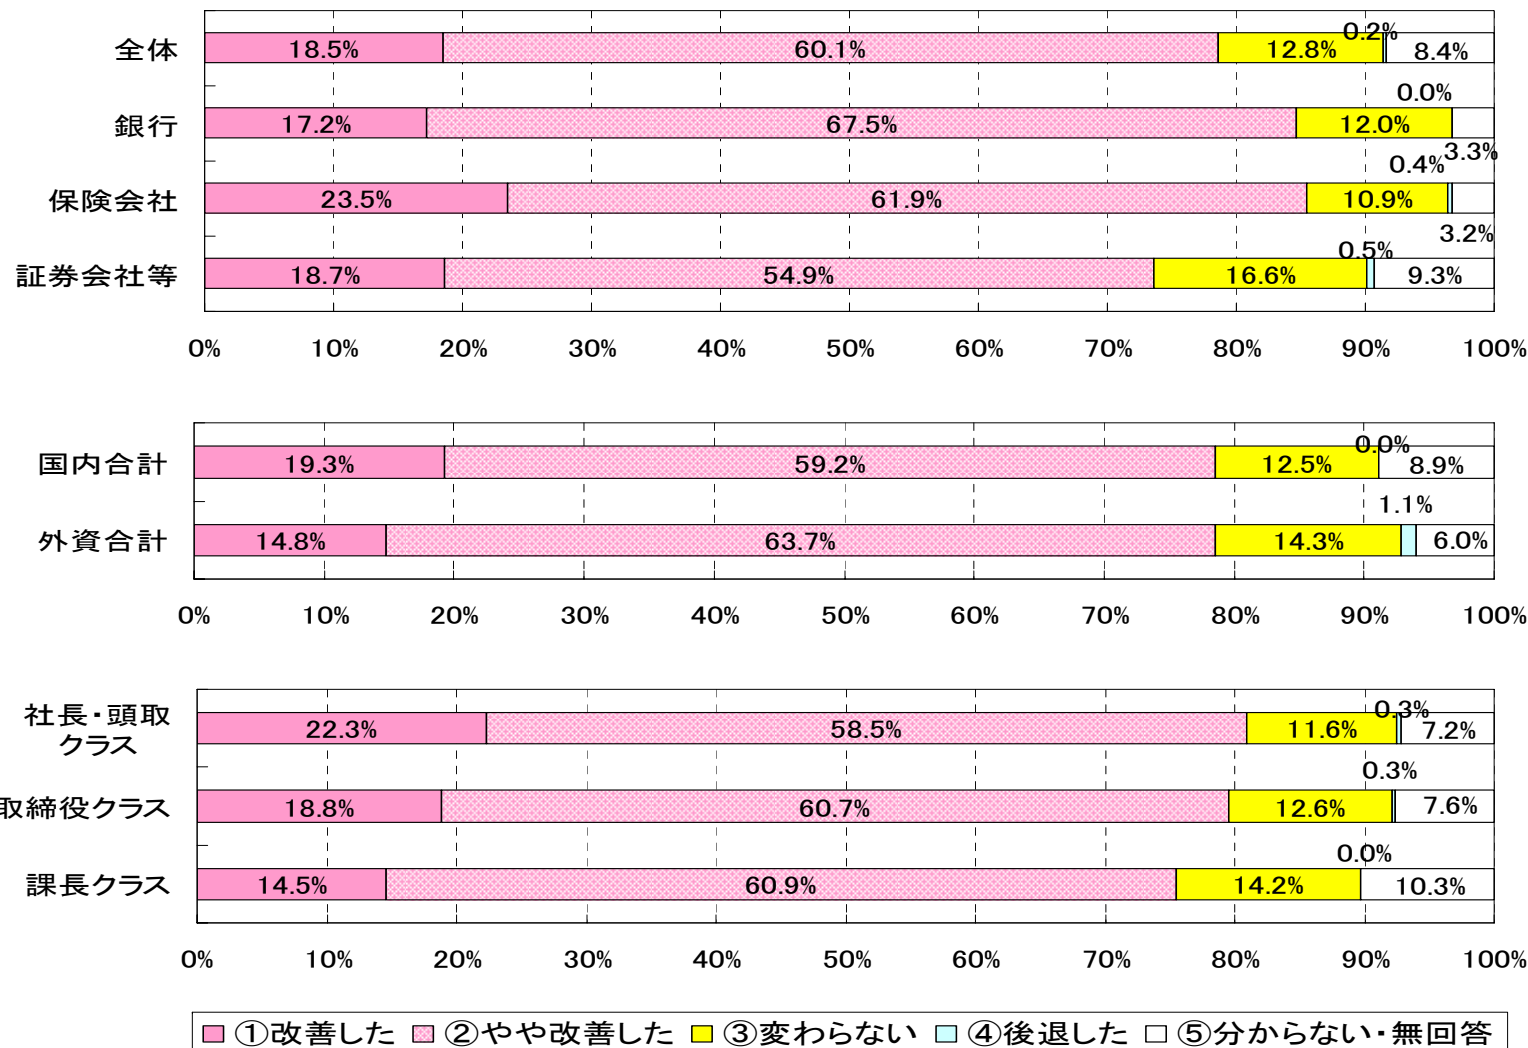 全体 18.5% 60.1% 12.8% 0.2% 8.4%
銀行 17.2% 67.5% 12.0% 0.0% 3.3%
保険会社 23.5% 61.9% 10.9% 0.4% 3.2%
証券会社等 18.7% 54.9% 16.6% 0.5% 9.3%
0% 10% 20% 30% 40% 50% 60% 70% 80% 90% 100%
国内合計 19.3% 59.2% 12.5% 0.0% 8.9%
外資合計 14.8% 63.7% 14.3% 1.1% 6.0%
0% 10% 20% 30% 40% 50% 60% 70% 80% 90% 100%
社長・頭取
クラス 22.3% 58.5% 11.6% 0.3% 7.2%
取締役クラス 18.8% 60.7% 12.6% 0.3% 7.6%
課長クラス 14.5% 60.9% 14.2% 0.0% 10.3%
0% 10% 20% 30% 40% 50% 60% 70% 80% 90% 100%
①改善した ②やや改善した ③変わらない ④後退した ⑤分からない・無回答